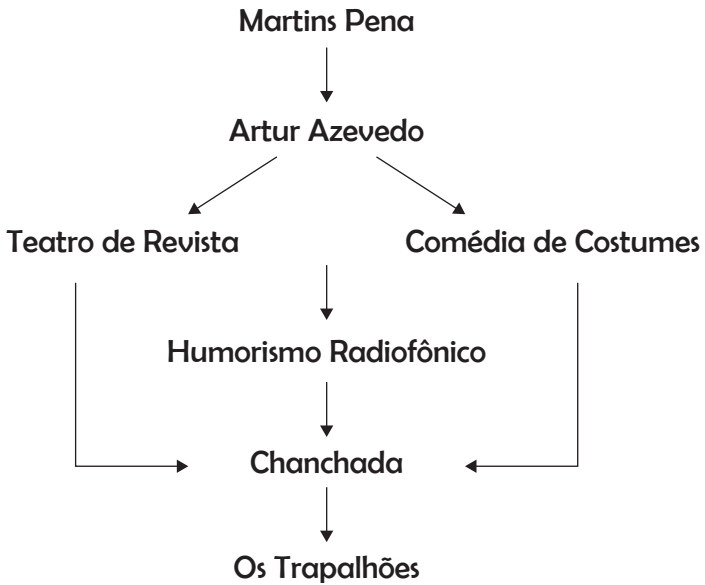 Martins Pena
Artur Azevedo
Teatro de Revista
Comédia de Costumes
Humorismo Radiofônico
Chanchada
Os Trapalhões